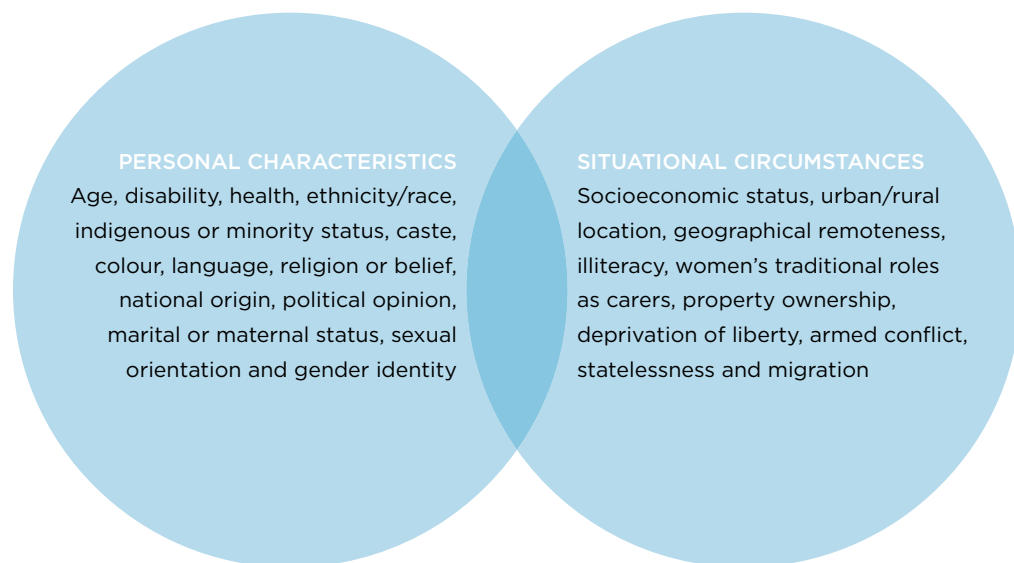 PERSONAL CHARACTERISTICS
Age, disability, health, ethnicity/race,
indigenous or minority status, caste,
colour, language, religion or belief,
national origin, political opinion,
marital or maternal status, sexual
orientation and gender identity
SITUATIONAL CIRCUMSTANCES
Socioeconomic status, urban/rural
location, geographical remoteness,
illiteracy, women’s traditional roles
as carers, property ownership,
deprivation of liberty, armed conflict,
statelessness and migration